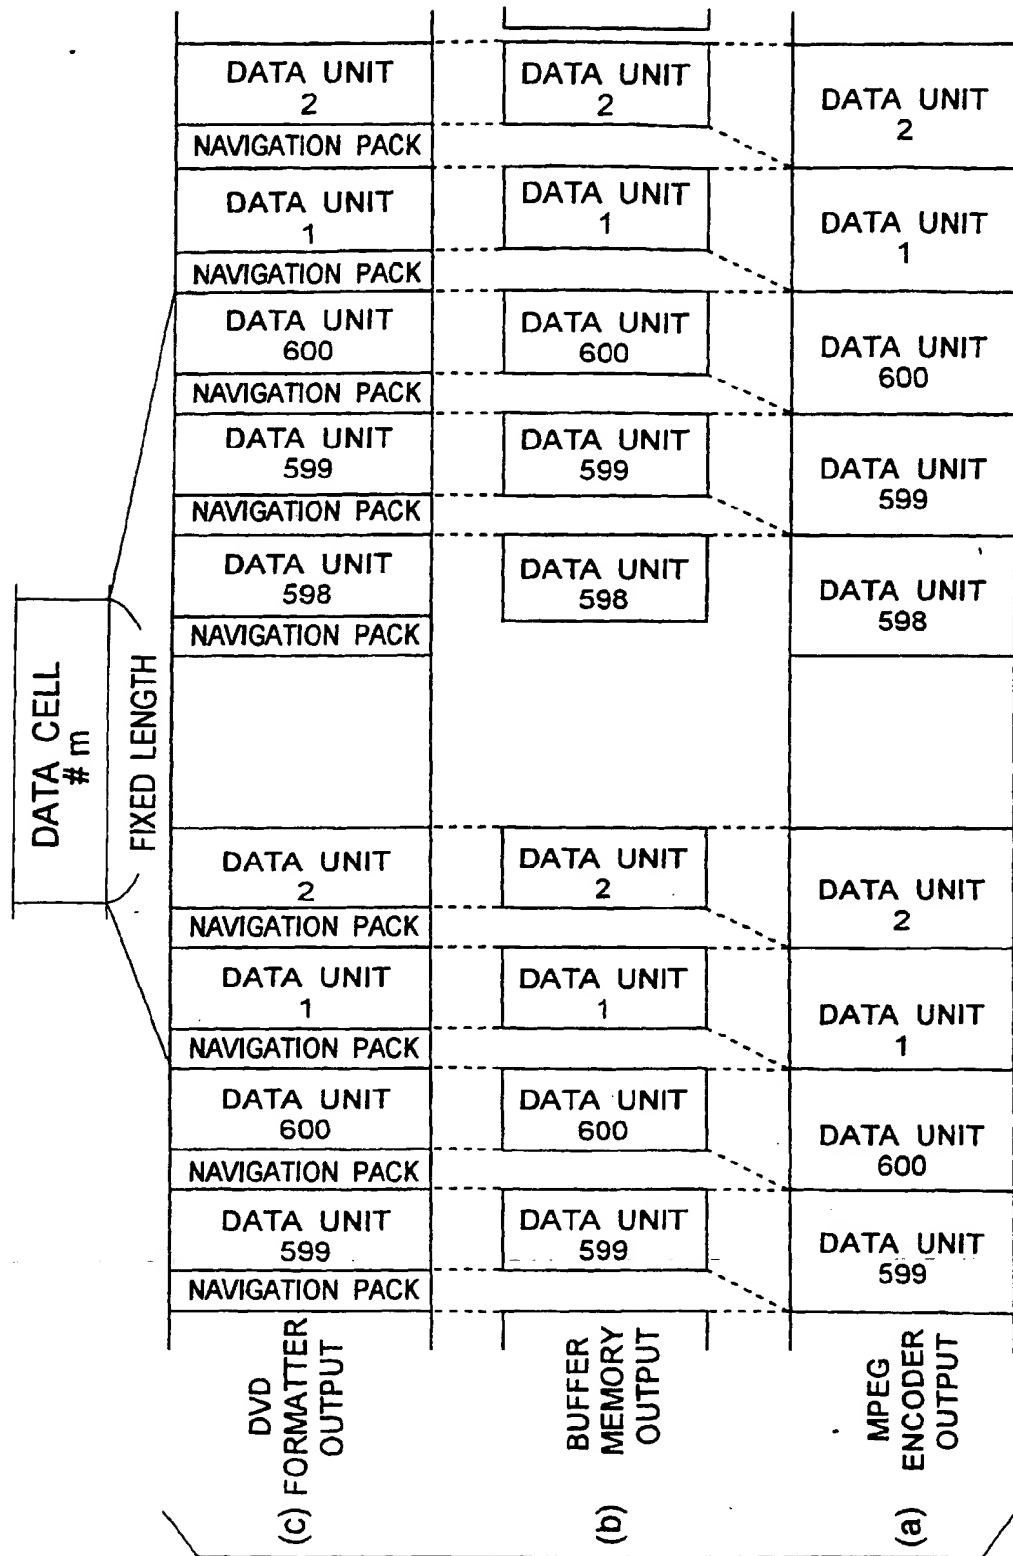 DATA CELL
# m
FIXED LENGTH
DATA UNIT
2
NAVIGATION PACK
DATA UNIT
1
NAVIGATION PACK
DATA UNIT
600
NAVIGATION PACK
DATA UNIT
599
NAVIGATION PACK
DATA UNIT
598
NAVIGATION PACK
DATA UNIT
2
NAVIGATION PACK
DATA UNIT
1
NAVIGATION PACK
DATA UNIT
600
NAVIGATION PACK
DATA UNIT
599
NAVIGATION PACK
(c) DVD
FORMATTER
OUTPUT
DATA UNIT
2
DATA UNIT
1
DATA UNIT
600
DATA UNIT
599
DATA UNIT
598
DATA UNIT
2
DATA UNIT
1
DATA UNIT
600
DATA UNIT
599
(b) BUFFER
MEMORY
OUTPUT
DATA UNIT
2
DATA UNIT
1
DATA UNIT
600
DATA UNIT
599
DATA UNIT
598
DATA UNIT
2
DATA UNIT
1
DATA UNIT
600
DATA UNIT
599
(a) MPEG
ENCODER
OUTPUT